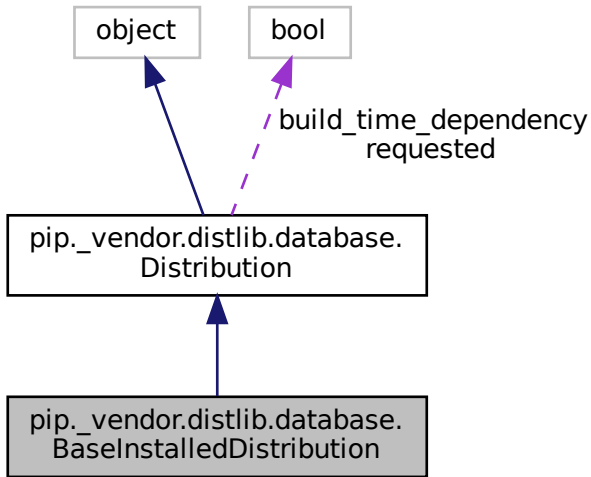 object
bool
build_time_dependency
requested
pip._vendor.distlib.database.
Distribution
pip._vendor.distlib.database.
BaseInstalledDistribution